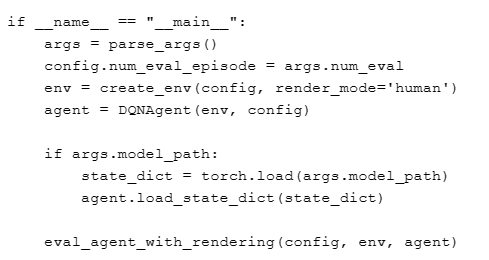 if __name__ == "__main__":
    args = parse_args()
    config.num_eval_episode = args.num_eval
    env = create_env(config, render_mode='human')
    agent = DQNAgent(env, config)

    if args.model_path:
        state_dict = torch.load(args.model_path)
        agent.load_state_dict(state_dict)

    eval_agent_with_rendering(config, env, agent)